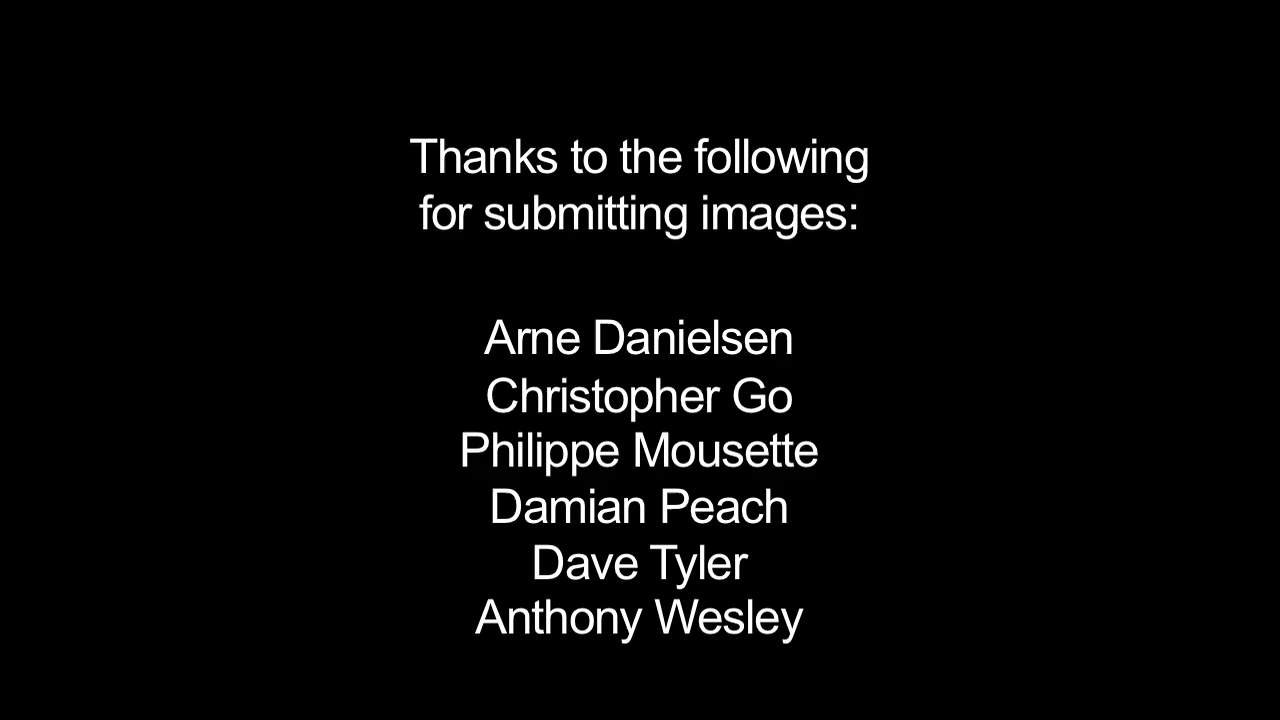 Thanks to the following
for submitting images:
Arne Danielsen
Christopher Go
Philippe Mousette
Damian Peach
Dave Tyler
Anthony Wesley